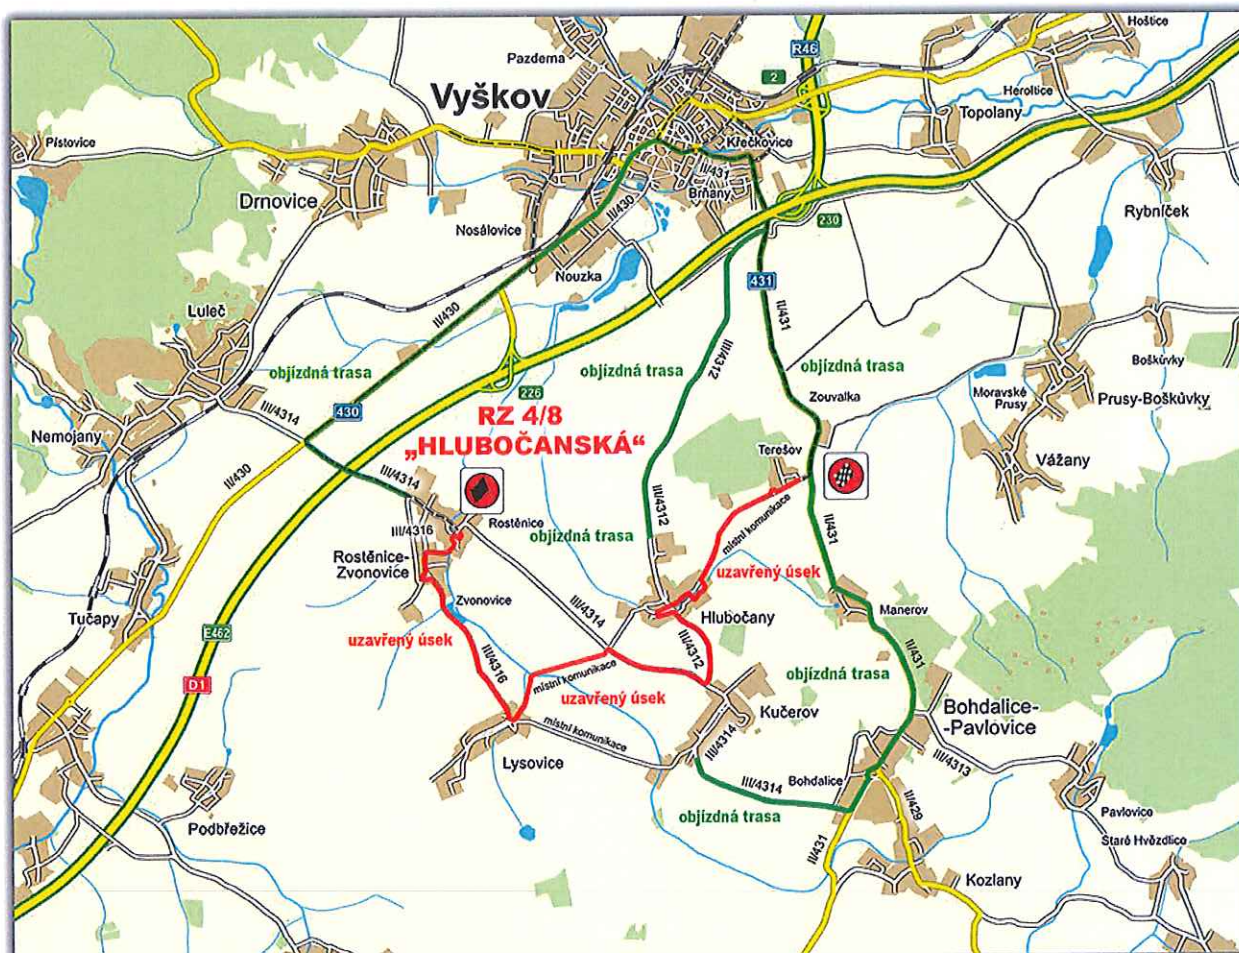 Hoštice
Pazderna
R46
2
Vyškov
Heroltice
Topolany
Pístovice
Křečkovice
II/431
Drnovice
Brňany
II/430
Rybníček
230
Nosálovice
Nouzka
431
Luleč
II/430
II/431
III/4312
objízdná trasa
objízdná trasa
objízdná trasa
Boškůvky
226
Moravské
Prusy
Prusy-Boškůvky
Zouvalka
430
III/4314
RZ 4/8
„HLUBOČANSKÁ“
Nemojany
Terešov
Vážany
II/430
III/4314
III/4312
II/431
místní komunikace
Rostěnice
III/4316
objízdná trasa
Rostěnice-
Zvonovice
uzavřený úsek
Zvonovice
Manerov
Tučapy
III/4314
Hlubočany
E462
uzavřený úsek
III/4316
III/4312
II/431
místní komunikace
objízdná trasa
D1
uzavřený úsek
Kučerov
Bohdalice-
-Pavlovice
místní komunikace
III/4314
Lysovice
III/4313
Bohdalice
III/4314
objízdná trasa
II/429
Pavlovice
Podbřežice
II/431
Staré Hvězdlice
Kozlany